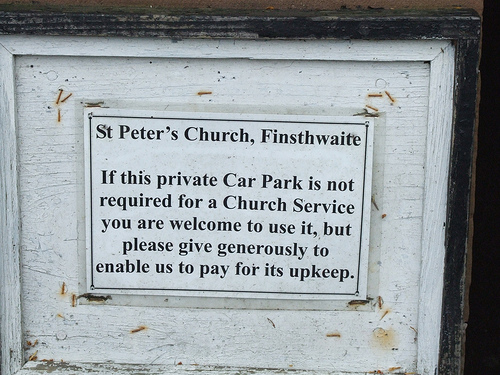 St Peter's Church, Finsthwaite
If this private Car Park is not
required for a Church Service
you are welcome to use it, but
please give generously to
enable us to pay for its upkeep.